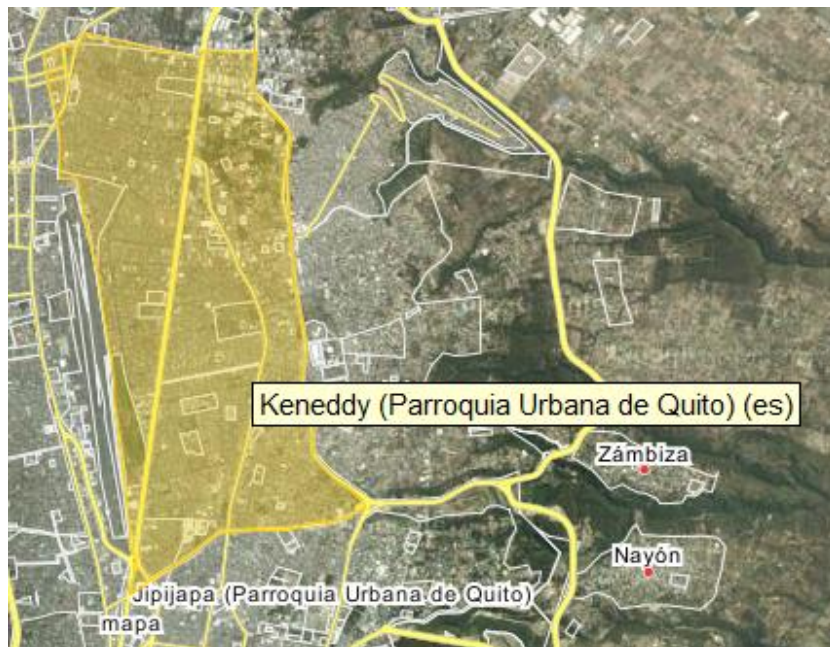 Keneddy (Parroquia Urbana de Quito) (es)
Zámbiza
Nayón
Jipijapa (Parroquia Urbana de Quito)
mapa